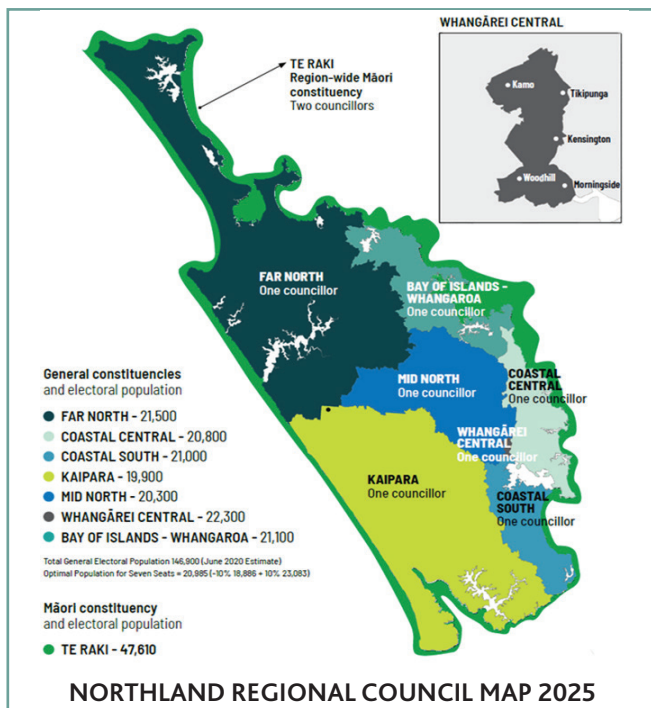 WHANGĀREI CENTRAL
Kamo
Tikipunga
Kensington
Woodhill
Morningside
TE RAKI
Region-wide Māori
constituency
Two councillors
FAR NORTH
One councillor
BAY OF ISLANDS -
WHANGAROA
One councillor
MID NORTH
One councillor
COASTAL
CENTRAL
One councillor
WHANGĀREI
CENTRAL
One councillor
KAIPARA
One councillor
COASTAL
SOUTH
One councillor
General constituencies
and electoral population
FAR NORTH - 21,500
COASTAL CENTRAL - 20,800
COASTAL SOUTH - 21,000
KAIPARA - 19,900
MID NORTH - 20,300
WHANGĀREI CENTRAL - 22,300
BAY OF ISLANDS - WHANGAROA - 21,100
Total General Electoral Population 146,900 (June 2020 Estimate)
Optimal Population for Seven Seats = 20,985 (-10% 18,886 + 10% 23,083)
Māori constituency
and electoral population
TE RAKI - 47,610
NORTHLAND REGIONAL COUNCIL MAP 2025